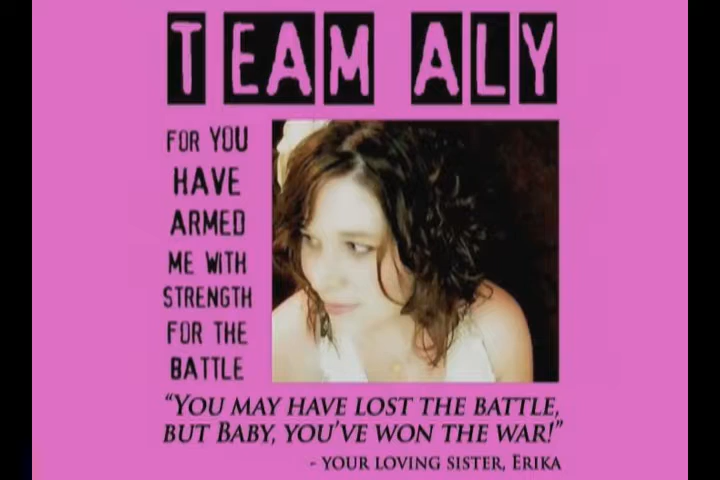 TEAM ALY
FOR YOU
HAVE
ARMED
ME WITH
STRENGTH
FOR THE
BATTLE
“YOU MAY HAVE LOST THE BATTLE,
BUT BABY, YOU’VE WON THE WAR!”
- YOUR LOVING SISTER, ERIKA